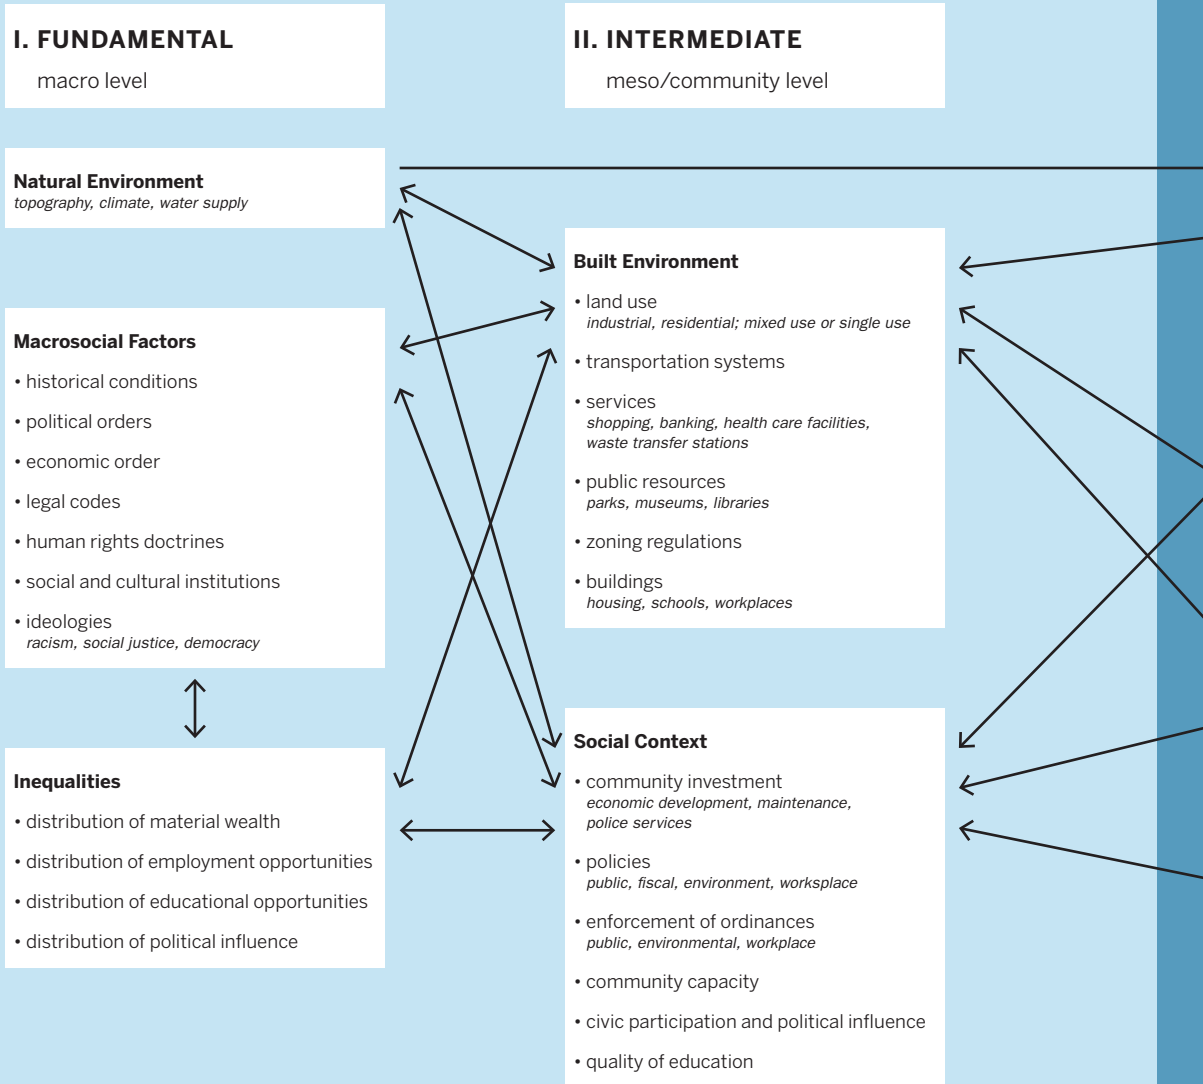 I. FUNDAMENTAL
macro level
Natural Environment
topography, climate, water supply
Macrosocial Factors
• historical conditions
• political orders
• economic order
• legal codes
• human rights doctrines
• social and cultural institutions
• ideologies
racism, social justice, democracy
Inequalities
• distribution of material wealth
• distribution of employment opportunities
• distribution of educational opportunities
• distribution of political influence
II. INTERMEDIATE
meso/community level
Built Environment
• land use
industrial, residential; mixed use or single use
• transportation systems
• services
shopping, banking, health care facilities,
waste transfer stations
• public resources
parks, museums, libraries
• zoning regulations
• buildings
housing, schools, workplaces
Social Context
• community investment
economic development, maintenance,
police services
• policies
public, fiscal, environment, worksplace
• enforcement of ordinances
public, environmental, workplace
• community capacity
• civic participation and political influence
• quality of education